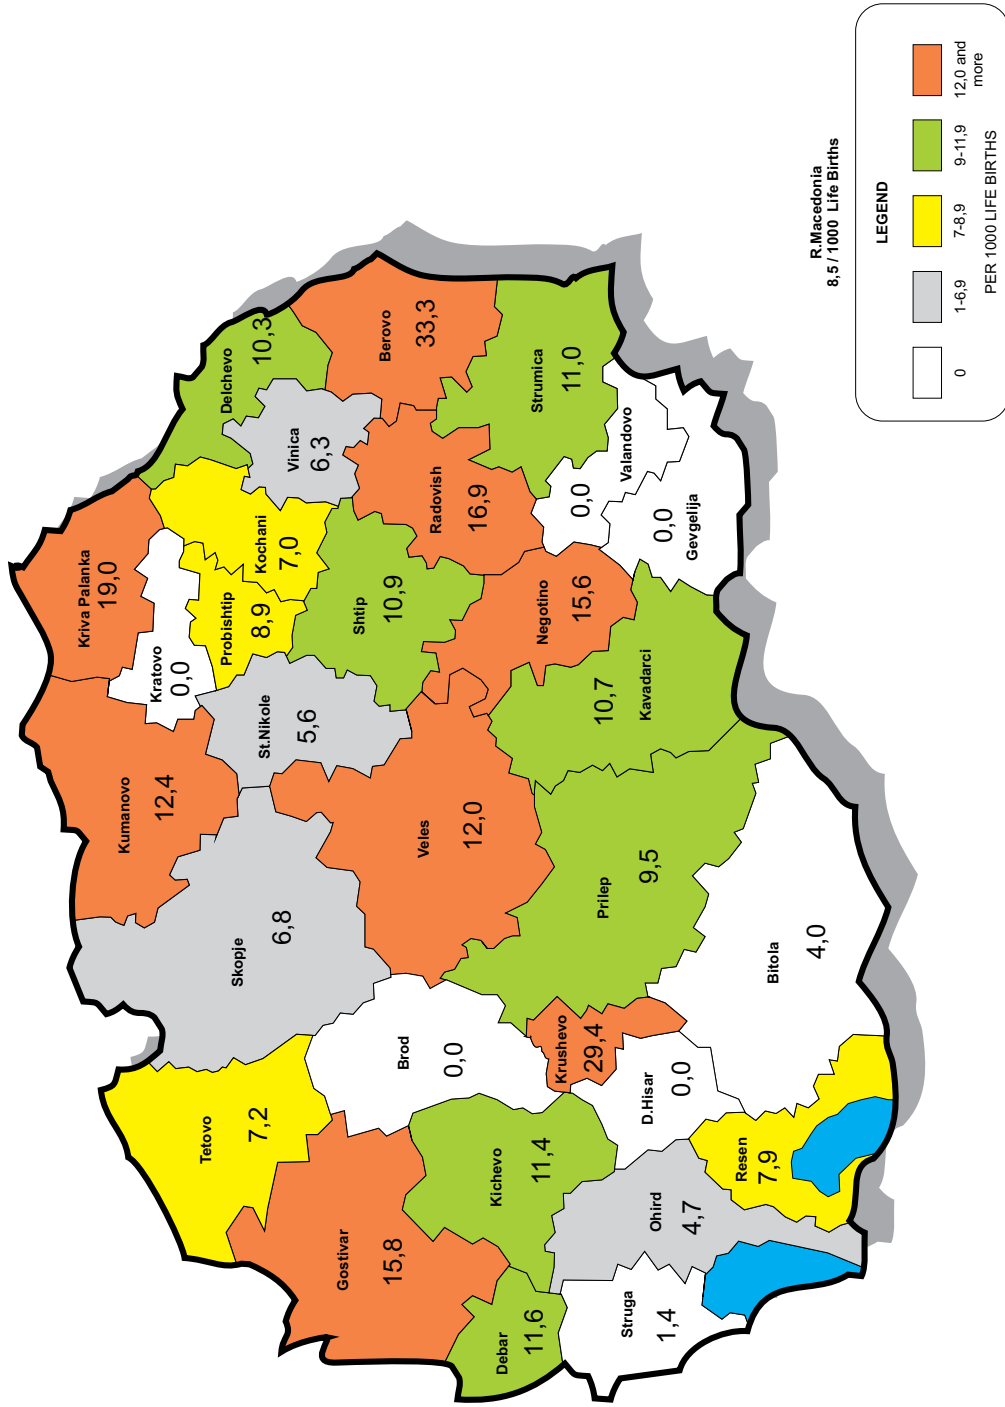 Kriva Palanka
19,0
Kratovo
0,0
Kumanovo
12,4
Delchevo
10,3
Vinica
6,3
Kochani
7,0
Probishtip
8,9
St.Nikole
5,6
Skopje
6,8
Tetovo
7,2
Gostivar
15,8
Brod
0,0
Veles
12,0
Shtip
10,9
Radovish
16,9
Berovo
33,3
Strumica
11,0
Valandovo
0,0
Gevgelija
0,0
Negotino
15,6
Kavadarci
10,7
Prilep
9,5
Krushevo
29,4
Kichevo
11,4
Debar
11,6
Struga
1,4
Ohird
4,7
D.Hisar
0,0
Resen
7,9
Bitola
4,0
R.Macedonia
8,5 / 1000 Life Births
LEGEND
0
1-6,9
7-8,9
9-11,9
12,0 and
more
PER 1000 LIFE BIRTHS